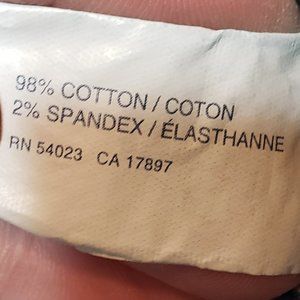 98% COTTON / COTON
2% SPANDEX / ÉLASTHANNE
RN 54023 CA 17897